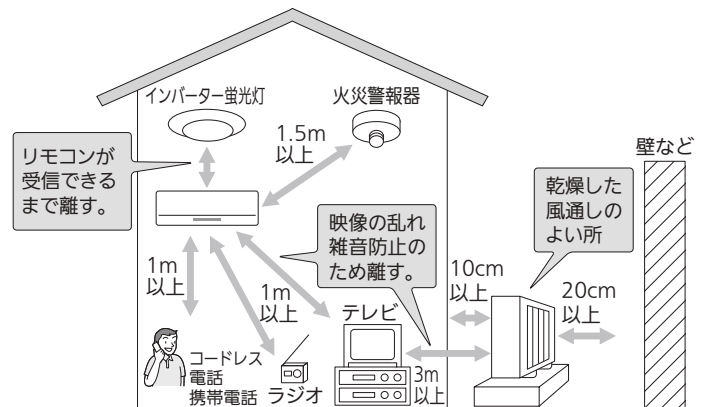 インバーター蛍光灯
火災警報器
1.5m
以上
リモコンが
受信できる
まで離す。
壁など
乾燥した
風通しの
よい所
映像の乱れ
雑音防止の
ため離す。
1m
以上
1m
以上
10cm
以上
20cm
以上
テレビ
コードレス
電話
携帯電話
ラジオ
3m
以上